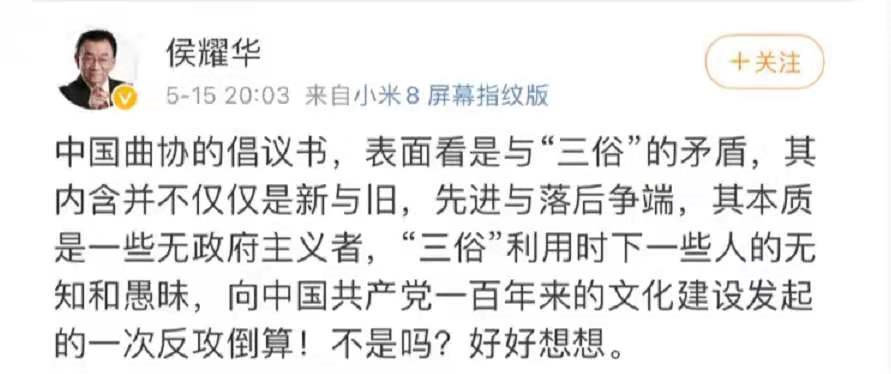 侯耀华
+关注
5-15 20:03 来自小米8 屏幕指纹版
中国曲协的倡议书，表面看是与“三俗”的矛盾，其
内含并不仅仅是新与旧，先进与落后争端，其本质
是一些无政府主义者，“三俗”利用时下一些人的无
知和愚昧，向中国共产党一百年来的文化建设发起
的一次反攻倒算！不是吗？好好想想。